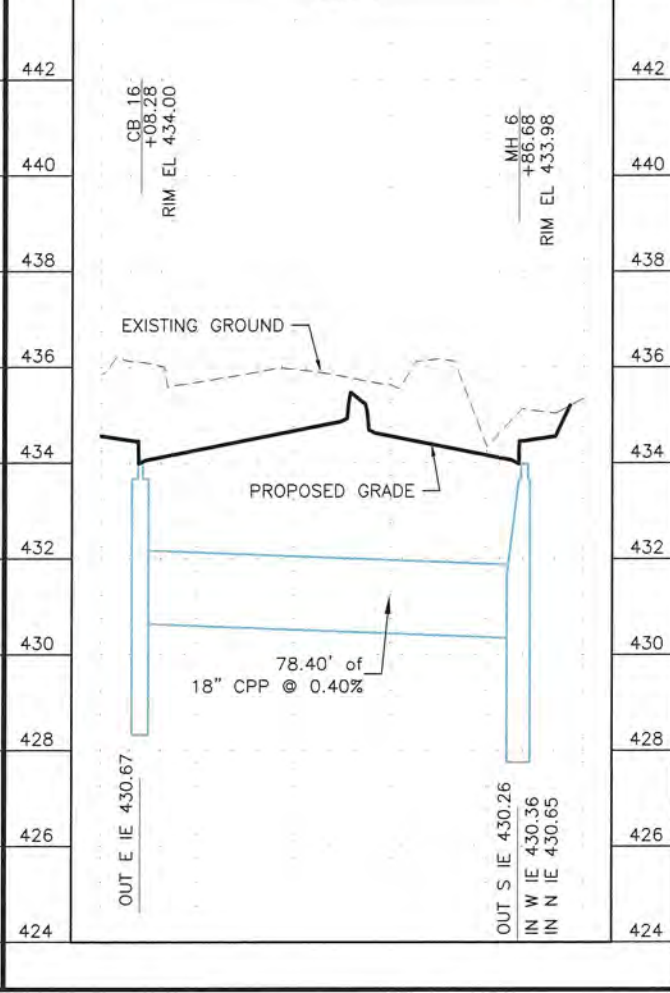 442
440
438
436
434
432
430
428
426
424
CB 16
+08.28
RIM EL 434.00
MH 6
+86.68
RIM EL 433.98
EXISTING GROUND
PROPOSED GRADE
78.40' of
18" CPP @ 0.40%
OUT E IE 430.67
OUT S IE 430.26
IN W IE 430.36
IN N IE 430.65
442
440
438
436
434
432
430
428
426
424